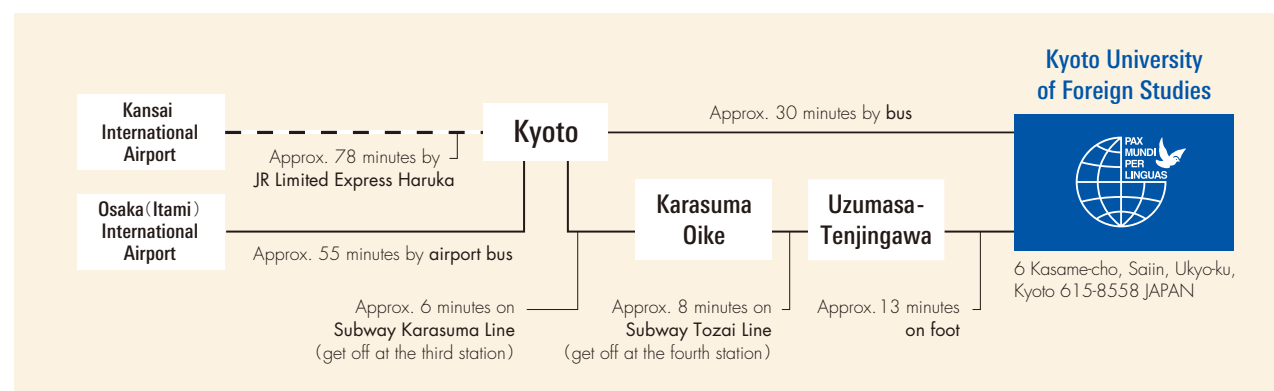 Kansai
International
Airport
Approx. 78 minutes by
JR Limited Express Haruka
Osaka（Itami）
International
Airport
Approx. 55 minutes by airport bus
Kyoto
Approx. 30 minutes by bus
Approx. 6 minutes on
Subway Karasuma Line
（get off at the third station）
Karasuma
Oike
Approx. 8 minutes on
Subway Tozai Line
（get off at the fourth station）
Uzumasa-
Tenjingawa
Approx. 13 minutes
on foot
Kyoto University
of Foreign Studies
PAX
MUNDI
PER
LINGUAS
6 Kasame-cho, Saiin, Ukyo-ku,
Kyoto 615-8558 JAPAN